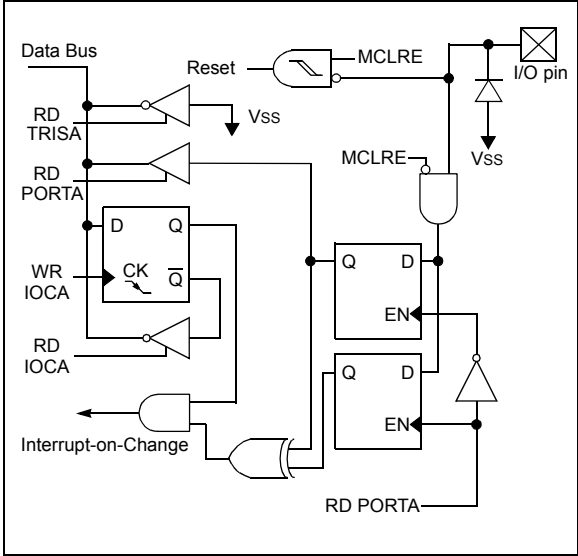 Data Bus
Reset
MCLRE
I/O pin
RD
TRISA
VSS
VSS
RD
PORTA
MCLRE
D
Q
WR
IOCA
CK
Q̅
Q
D
EN
RD
IOCA
Q
D
EN
Interrupt-on-Change
RD PORTA